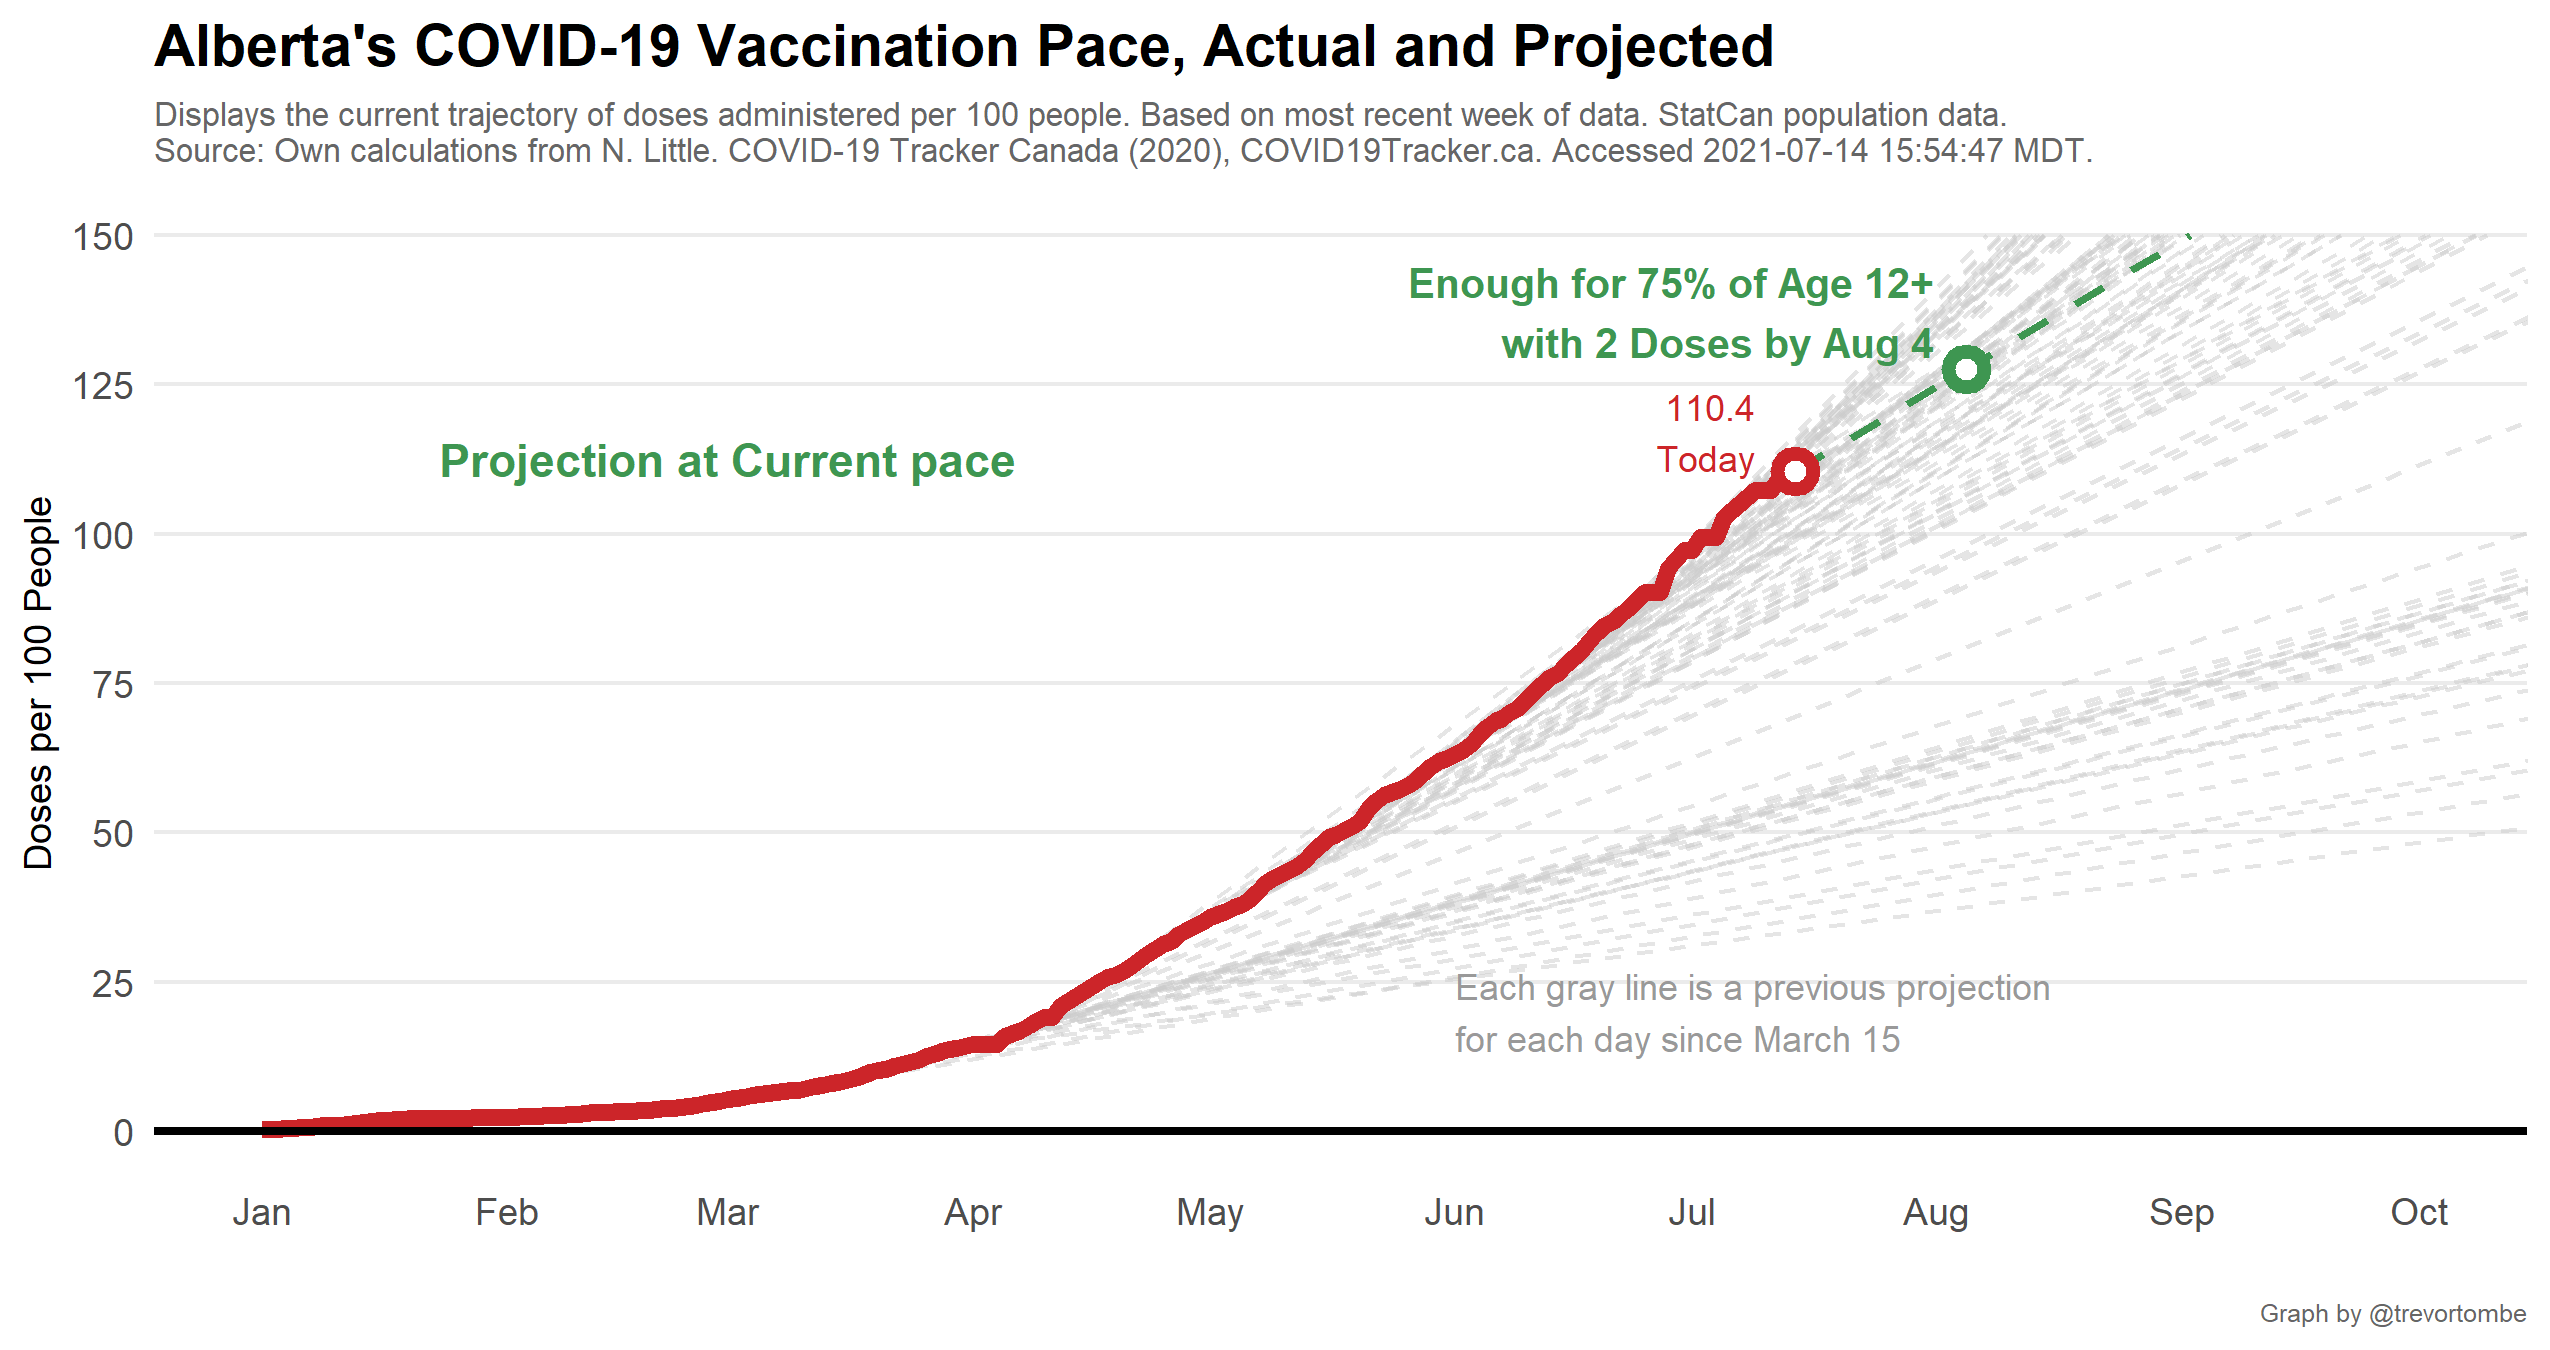 Alberta's COVID-19 Vaccination Pace, Actual and Projected
Displays the current trajectory of doses administered per 100 people. Based on most recent week of data. StatCan population data.
Source: Own calculations from N. Little. COVID-19 Tracker Canada (2020), COVID19Tracker.ca. Accessed 2021-07-14 15:54:47 MDT.
150
Enough for 75% of Age 12+
with 2 Doses by Aug 4
125
110.4
Today
Projection at Current pace
100
Doses per 100 People
75
50
25
Each gray line is a previous projection
for each day since March 15
0
Jan Feb Mar Apr May Jun Jul Aug Sep Oct
Graph by @trevortombe